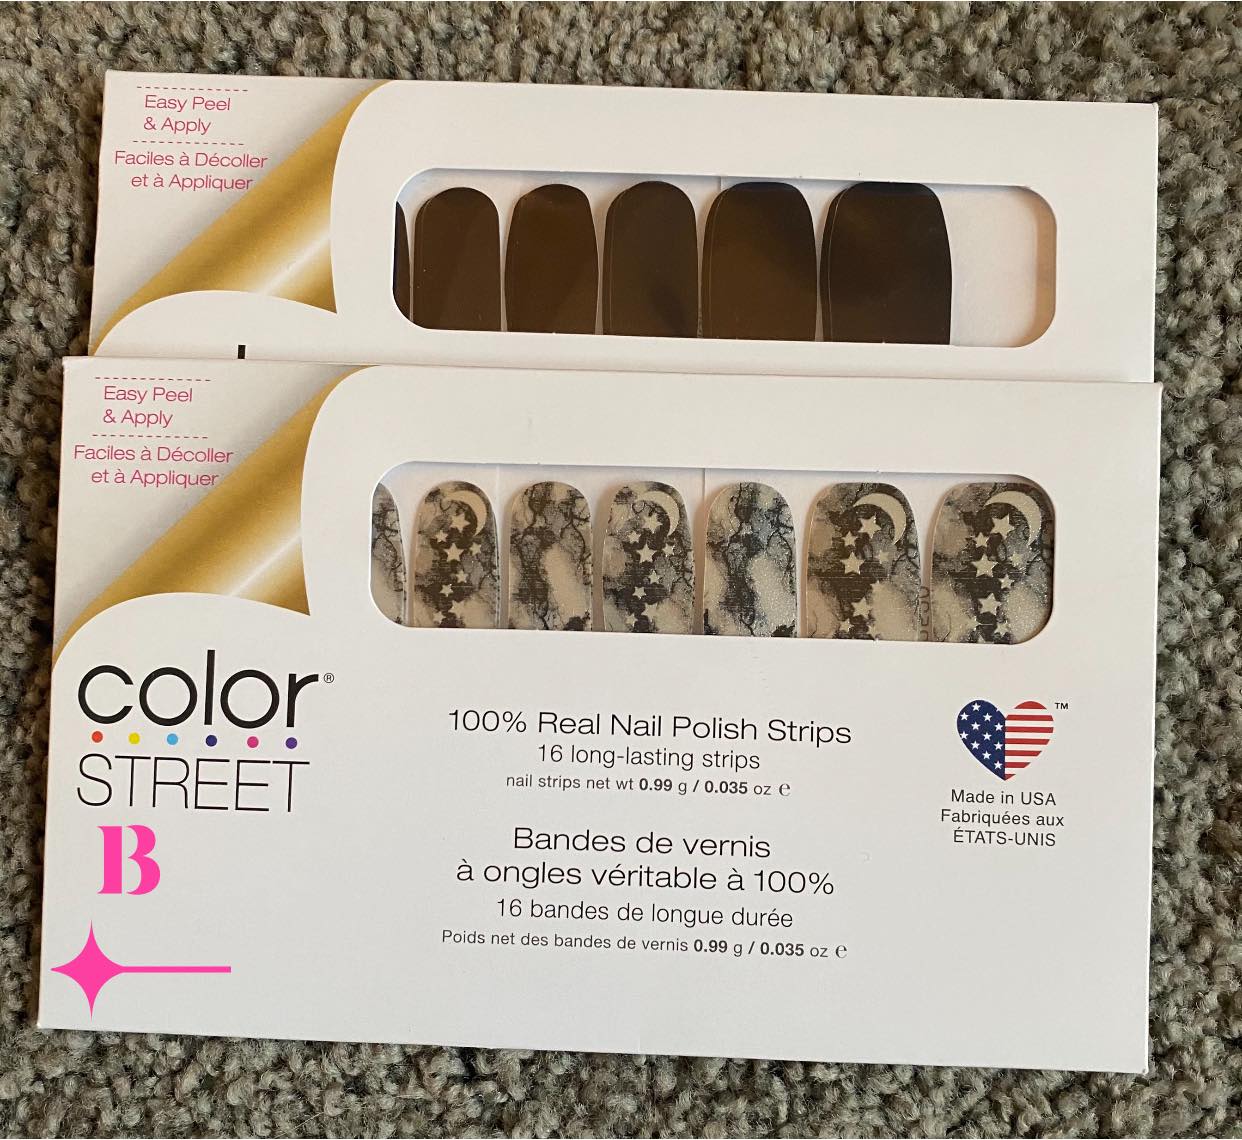 Easy Peel
& Apply
Faciles à Décoller
et à Appliquer
Easy Peel
& Apply
Faciles à Décoller
et à Appliquer
color®
STREET
B
100% Real Nail Polish Strips
16 long-lasting strips
nail strips net wt 0.99 g / 0.035 oz ℮
Bandes de vernis
à ongles véritable à 100%
16 bandes de longue durée
Poids net des bandes de vernis 0.99 g / 0.035 oz ℮
TM
Made in USA
Fabriquées aux
ÉTATS-UNIS